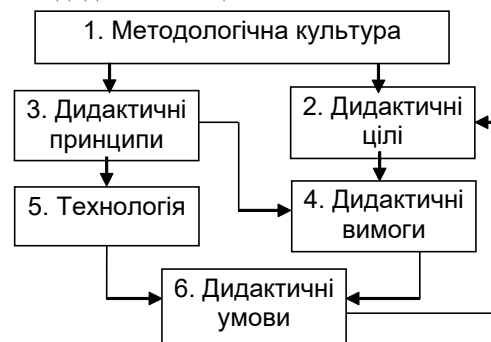 1. Методологічна культура
3. Дидактичні
принципи
2. Дидактичні
цілі
5. Технологія
4. Дидактичні
вимоги
6. Дидактичні
умови